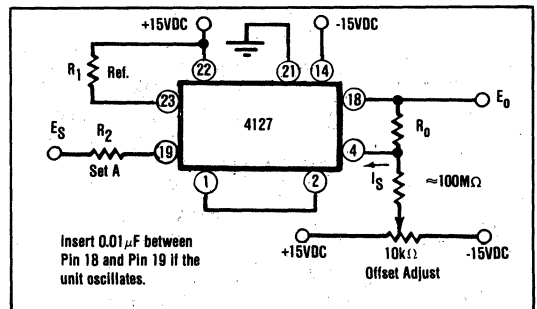 +15VDC
-15VDC
R1
Ref.
22
21
14
23
18
EO
4127
RO
ES
R2
19
4
Set A
IS
≈100MΩ
1
2
Insert 0.01μF between
Pin 18 and Pin 19 if the
unit oscillates.
+15VDC
10kΩ
-15VDC
Offset Adjust